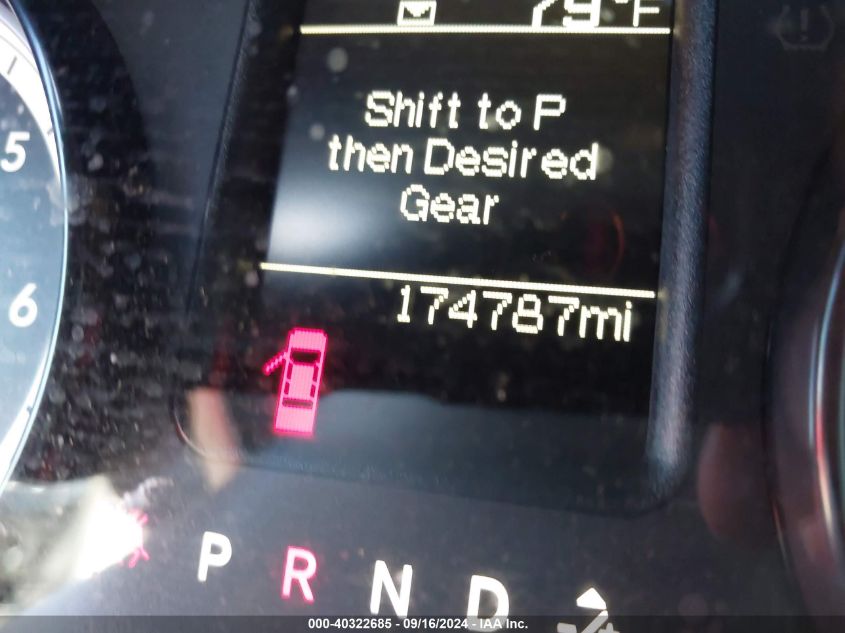 79°F
Shift to P
then Desired
Gear
174787mi
5
6
P R N D
000-40322685 - 09/16/2024 - IAA Inc.